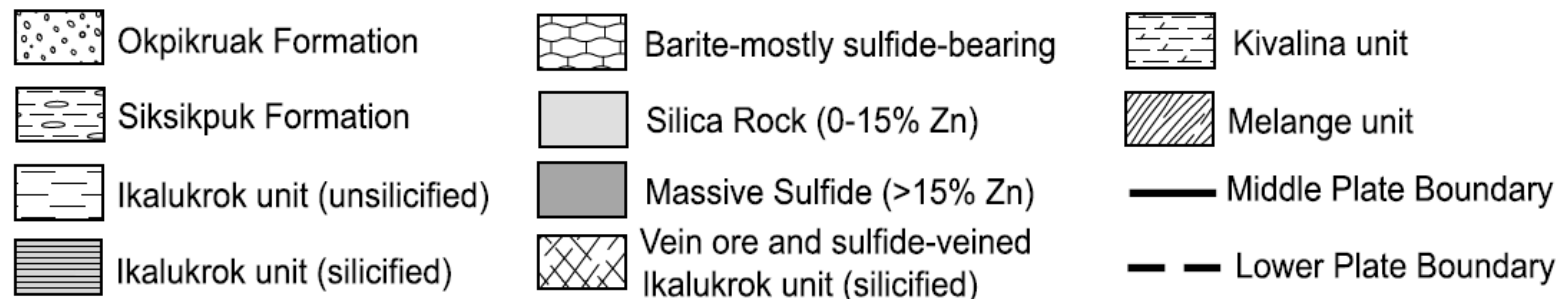 Okpikruak Formation
Siksikpuk Formation
Ikalukrok unit (unsilicified)
Ikalukrok unit (silicified)
Barite-mostly sulfide-bearing
Silica Rock (0-15% Zn)
Massive Sulfide (>15% Zn)
Vein ore and sulfide-veined
Ikalukrok unit (silicified)
Kivalina unit
Melange unit
Middle Plate Boundary
Lower Plate Boundary